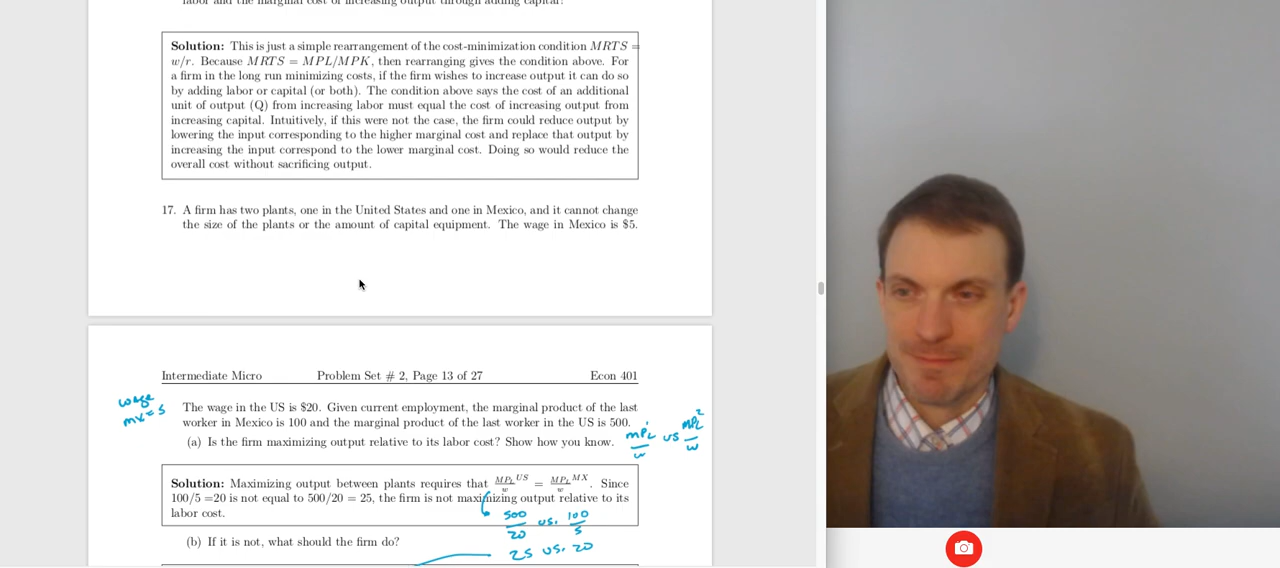 labor and the marginal cost of increasing output through adding capital?
Solution: This is just a simple rearrangement of the cost-minimization condition MRTS =
w/r. Because MRTS = MPL/MPK, then rearranging gives the condition above. For
a firm in the long run minimizing costs, if the firm wishes to increase output it can do so
by adding labor or capital (or both). The condition above says the cost of an additional
unit of output (Q) from increasing labor must equal the cost of increasing output from
increasing capital. Intuitively, if this were not the case, the firm could reduce output by
lowering the input corresponding to the higher marginal cost and replace that output by
increasing the input correspond to the lower marginal cost. Doing so would reduce the
overall cost without sacrificing output.
17. A firm has two plants, one in the United States and one in Mexico, and it cannot change
the size of the plants or the amount of capital equipment. The wage in Mexico is $5.
Intermediate Micro Problem Set # 2, Page 13 of 27 Econ 401
wage
mx = 5
The wage in the US is $20. Given current employment, the marginal product of the last
worker in Mexico is 100 and the marginal product of the last worker in the US is 500.
(a) Is the firm maximizing output relative to its labor cost? Show how you know.
MPL¹/w vs MPL²/w
Solution: Maximizing output between plants requires that MPL/w^US = MPL/w^MX. Since
100/5 =20 is not equal to 500/20 = 25, the firm is not maximizing output relative to its
labor cost.
500/20 vs. 100/5
(b) If it is not, what should the firm do?
25 vs. 20